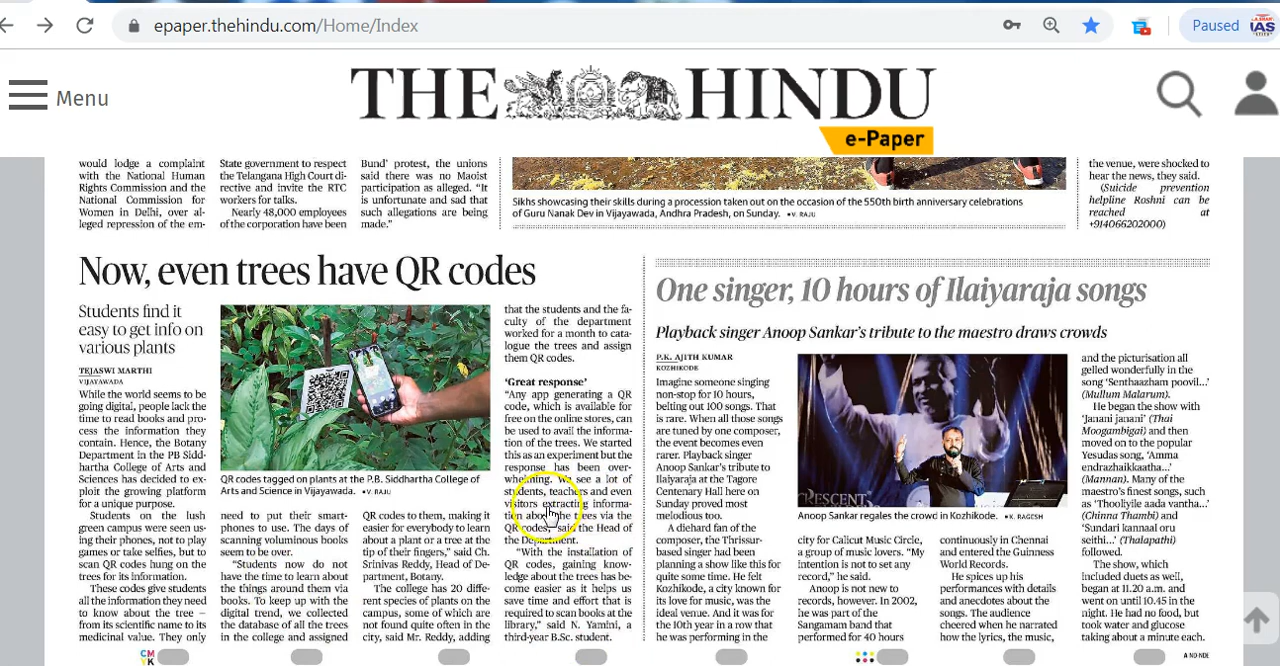 epaper.thehindu.com/Home/Index
Paused
IAS
Menu
THE HINDU
e-Paper
would lodge a complaint
with the National Human
Rights Commission and the
National Commission for
Women in Delhi, over al-
leged repression of the em-
State government to respect
the Telangana High Court di-
rective and invite the RTC
workers for talks.
Nearly 48,000 employees
of the corporation have been
Bund' protest, the unions
said there was no Maoist
participation as alleged. "It
is unfortunate and sad that
such allegations are being
made."
Sikhs showcasing their skills during a procession taken out on the occasion of the 550th birth anniversary celebrations
of Guru Nanak Dev in Vijayawada, Andhra Pradesh, on Sunday. •V. RAJU
the venue, were shocked to
hear the news, they said.
(Suicide prevention
helpline Roshni can be
reached at
+914066202000)
Now, even trees have QR codes
Students find it
easy to get info on
various plants
TEJASWI MARTHI
VIJAYAWADA
While the world seems to be
going digital, people lack the
time to read books and pro-
cess the information they
contain. Hence, the Botany
Department in the PB Sidd-
hartha College of Arts and
Sciences has decided to ex-
ploit the growing platform
for a unique purpose.
Students on the lush
green campus were seen us-
ing their phones, not to play
games or take selfies, but to
scan QR codes hung on the
trees for its information.
These codes give students
all the information they need
to know about the tree –
from its scientific name to its
medicinal value. They only
QR codes tagged on plants at the P.B. Siddhartha College of
Arts and Science in Vijayawada. •V. RAJU
need to put their smart-
phones to use. The days of
scanning voluminous books
seem to be over.
"Students now do not
have the time to learn about
the things around them via
books. To keep up with the
digital trend, we collected
the database of all the trees
in the college and assigned
QR codes to them, making it
easier for everybody to learn
about a plant or a tree at the
tip of their fingers," said Ch.
Srinivas Reddy, Head of De-
partment, Botany.
The college has 20 differ-
ent species of plants on the
campus, some of which are
not found quite often in the
city, said Mr. Reddy, adding
that the students and the fa-
culty of the department
worked for a month to cata-
logue the trees and assign
them QR codes.
'Great response'
"Any app generating a QR
code, which is available for
free on the online stores, can
be used to avail the informa-
tion of the trees. We started
this as an experiment but the
response has been over-
whelming. We see a lot of
students, teachers and even
visitors extracting informa-
tion about the trees via the
QR codes," said the Head of
the Department.
"With the installation of
QR codes, gaining know-
ledge about the trees has be-
come easier as it helps us
save time and effort that is
required to scan books at the
library," said N. Yamini, a
third-year B.Sc. student.
One singer, 10 hours of Ilaiyaraja songs
Playback singer Anoop Sankar's tribute to the maestro draws crowds
P.K. AJITH KUMAR
KOZHIKODE
Imagine someone singing
non-stop for 10 hours,
belting out 100 songs. That
is rare. When all those songs
are tuned by one composer,
the event becomes even
rarer. Playback singer
Anoop Sankar's tribute to
Ilaiyaraja at the Tagore
Centenary Hall here on
Sunday proved most
melodious too.
A diehard fan of the
composer, the Thrissur-
based singer had been
planning a show like this for
quite some time. He felt
Kozhikode, a city known for
its love for music, was the
ideal venue. And it was for
the 10th year in a row that
he was performing in the
CRESCENT
Anoop Sankar regales the crowd in Kozhikode. •K. RAGESH
city for Calicut Music Circle,
a group of music lovers. "My
intention is not to set any
record," he said.
Anoop is not new to
records, however. In 2002,
he was part of the
Sangamam band that
performed for 40 hours
continuously in Chennai
and entered the Guinness
World Records.
He spices up his
performances with details
and anecdotes about the
songs. The audience
cheered when he narrated
how the lyrics, the music,
and the picturisation all
gelled wonderfully in the
song 'Senthaazham poovil...'
(Mullum Malarum).
He began the show with
'Janani janani' (Thai
Moogambigai) and then
moved on to the popular
Yesudas song, 'Amma
endrazhaikkaatha...'
(Mannan). Many of the
maestro's finest songs, such
as 'Thooliyile aada vantha...'
(Chinna Thambi) and
'Sundari kannaal oru
seithi...' (Thalapathi)
followed.
The show, which
included duets as well,
began at 11.20 a.m. and
went on until 10.45 in the
night. He had no food, but
took water and glucose
taking about a minute each.
CM
YK
A ND-NDE